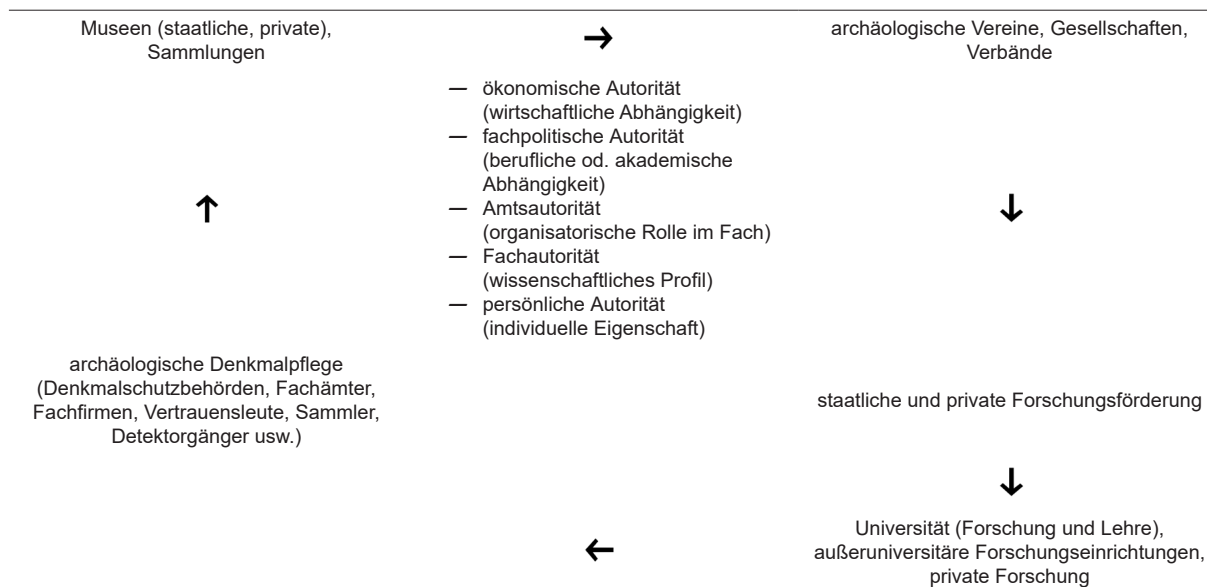 Museen (staatliche, private),
Sammlungen
→
archäologische Vereine, Gesellschaften,
Verbände
— ökonomische Autorität
(wirtschaftliche Abhängigkeit)
— fachpolitische Autorität
(berufliche od. akademische
Abhängigkeit)
— Amtsautorität
(organisatorische Rolle im Fach)
— Fachautorität
(wissenschaftliches Profil)
— persönliche Autorität
(individuelle Eigenschaft)
↑
↓
archäologische Denkmalpflege
(Denkmalschutzbehörden, Fachämter,
Fachfirmen, Vertrauensleute, Sammler,
Detektorgänger usw.)
staatliche und private Forschungsförderung
↓
←
Universität (Forschung und Lehre),
außeruniversitäre Forschungseinrichtungen,
private Forschung